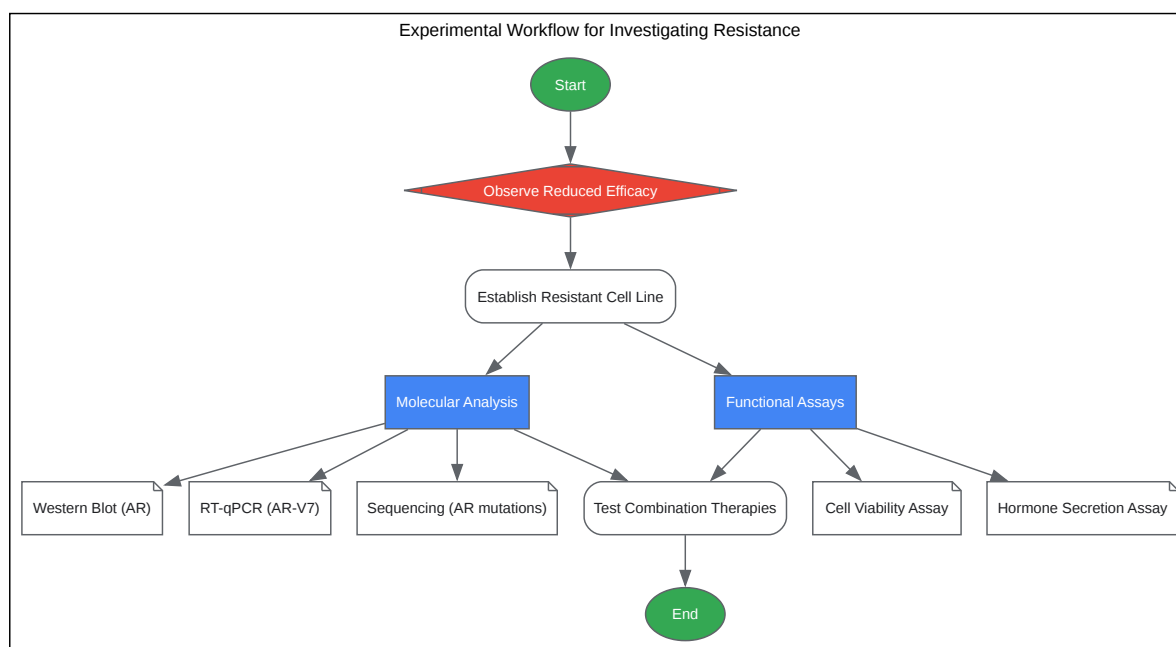 Experimental Workflow for Investigating Resistance
Start
Observe Reduced Efficacy
Establish Resistant Cell Line
Molecular Analysis
Functional Assays
Western Blot (AR)
RT-qPCR (AR-V7)
Sequencing (AR mutations)
Test Combination Therapies
Cell Viability Assay
Hormone Secretion Assay
End